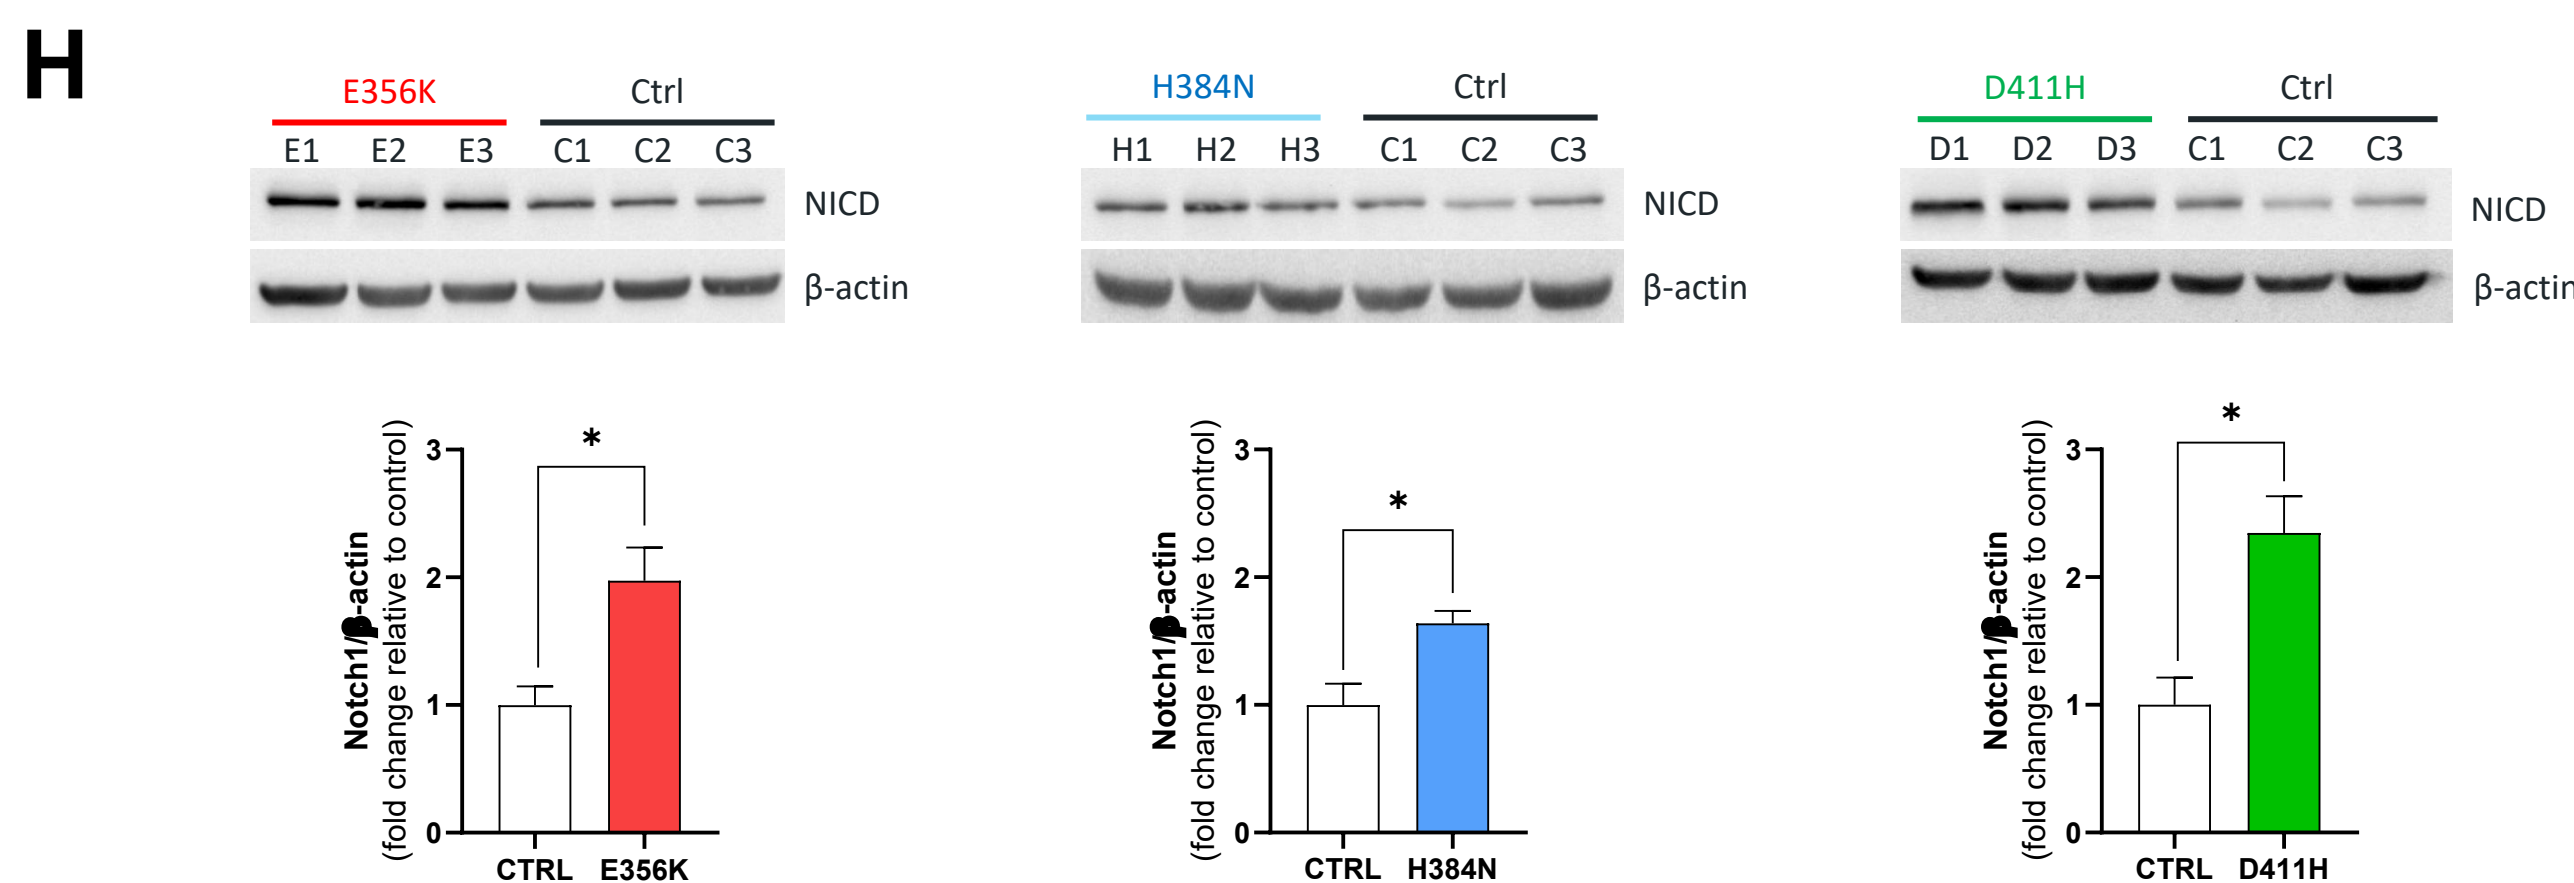 H
E356K Ctrl
E1 E2 E3 C1 C2 C3
NICD
β-actin
H384N Ctrl
H1 H2 H3 C1 C2 C3
NICD
β-actin
D411H Ctrl
D1 D2 D3 C1 C2 C3
NICD
β-actin
Notch1/β-actin
(fold change relative to control)
3
2
1
0
*
CTRL E356K
Notch1/β-actin
(fold change relative to control)
3
2
1
0
*
CTRL H384N
Notch1/β-actin
(fold change relative to control)
3
2
1
0
*
CTRL D411H